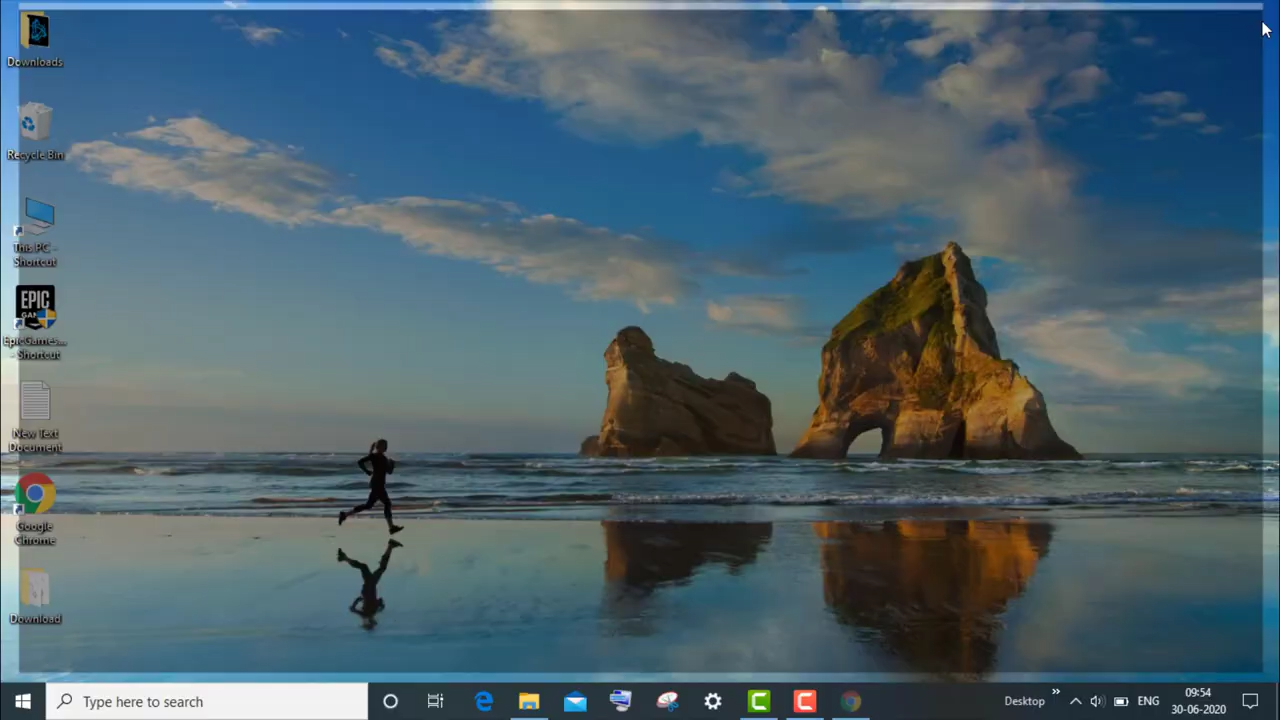 Downloads
Recycle Bin
This PC -
Shortcut
EPIC
EpicGames...
- Shortcut
New Text
Document
Google
Chrome
Download
Type here to search
Desktop
ENG
09:54
30-06-2020